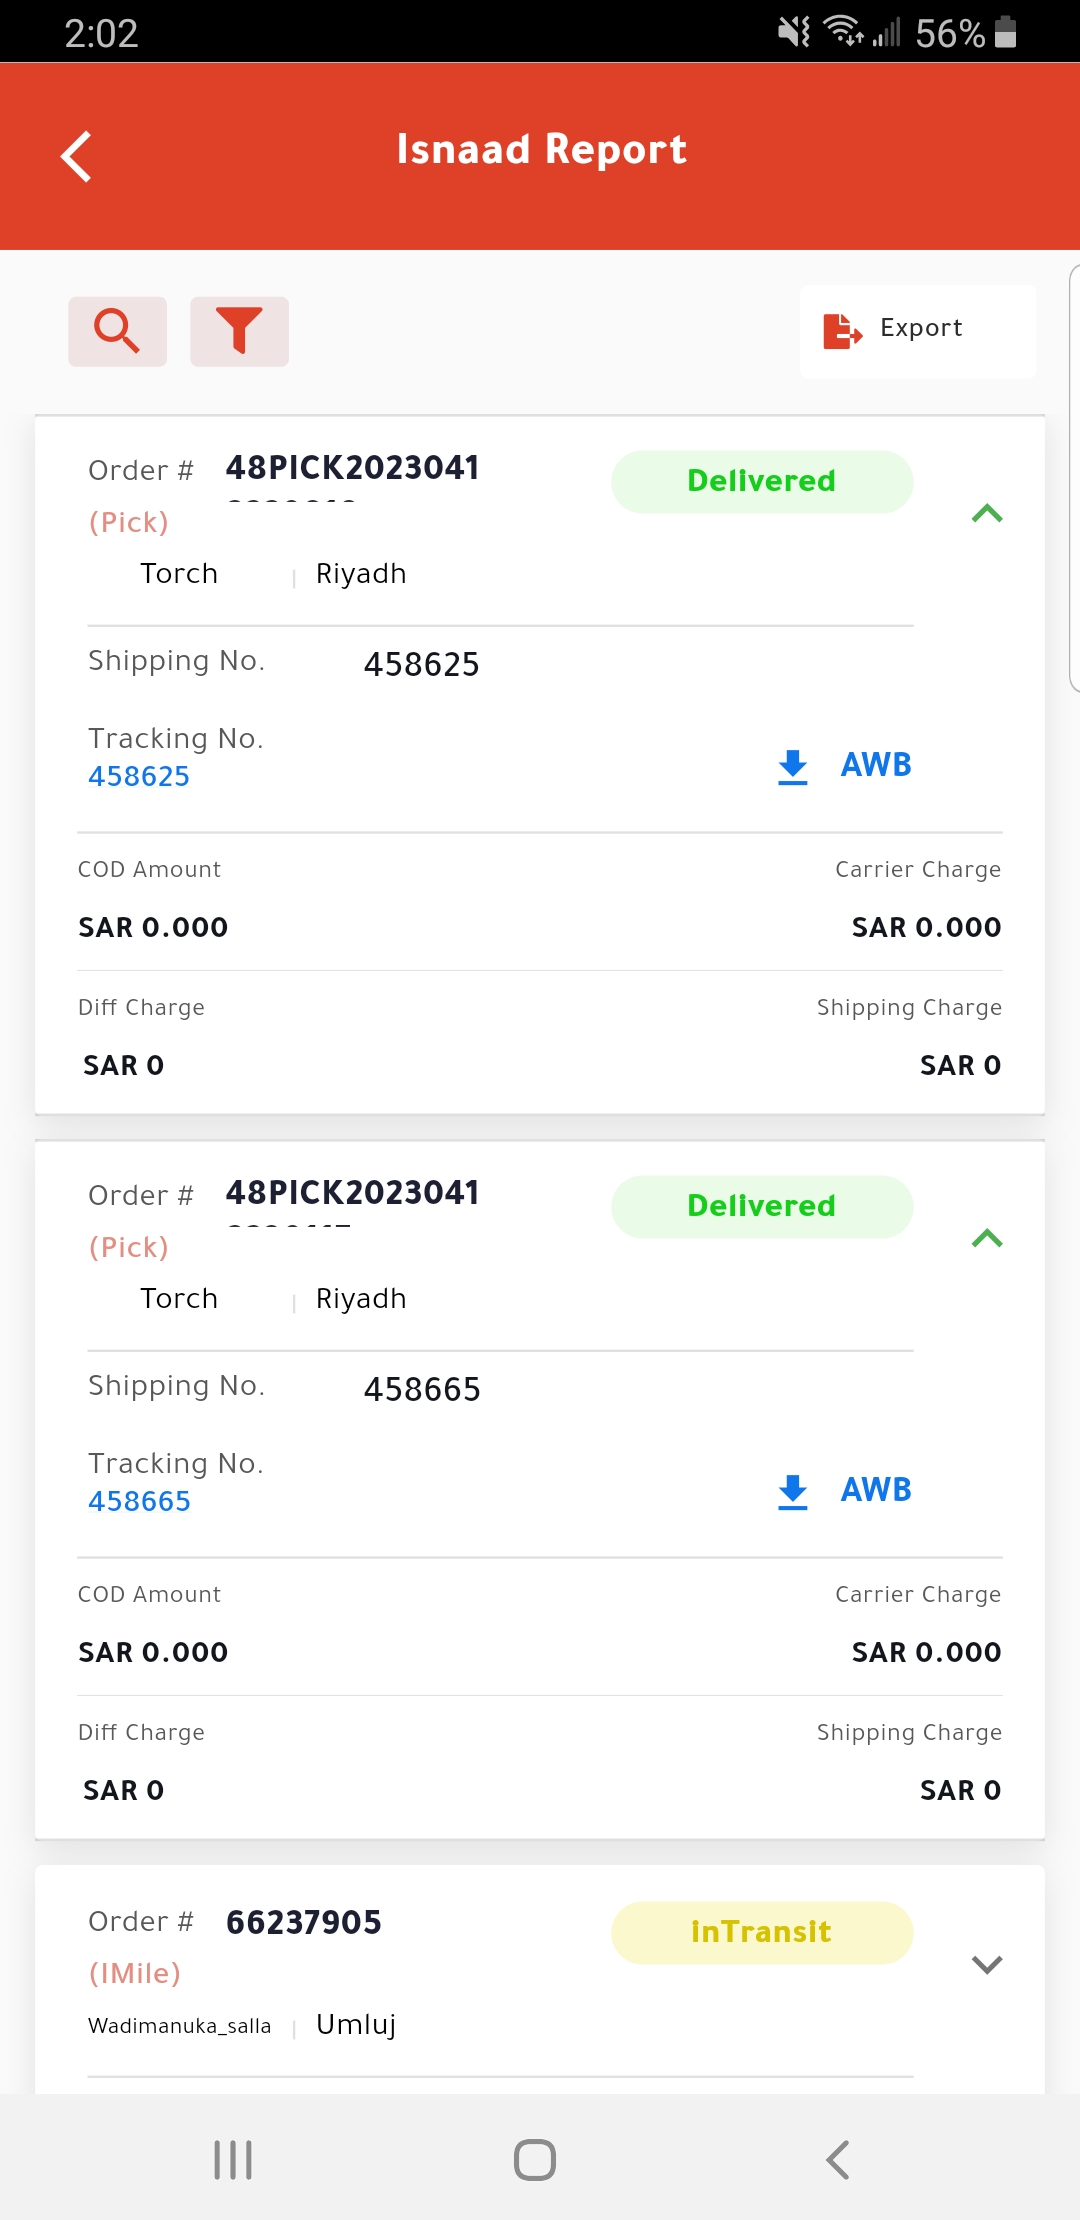 2:02
56%
Isnaad Report
Export
Order # 48PICK2023041
Delivered
(Pick)
Torch | Riyadh
Shipping No. 458625
Tracking No.
458625
AWB
COD Amount Carrier Charge
SAR 0.000 SAR 0.000
Diff Charge Shipping Charge
SAR 0 SAR 0
Order # 48PICK2023041
Delivered
(Pick)
Torch | Riyadh
Shipping No. 458665
Tracking No.
458665
AWB
COD Amount Carrier Charge
SAR 0.000 SAR 0.000
Diff Charge Shipping Charge
SAR 0 SAR 0
Order # 66237905
inTransit
(IMile)
Wadimanuka_salla | Umluj